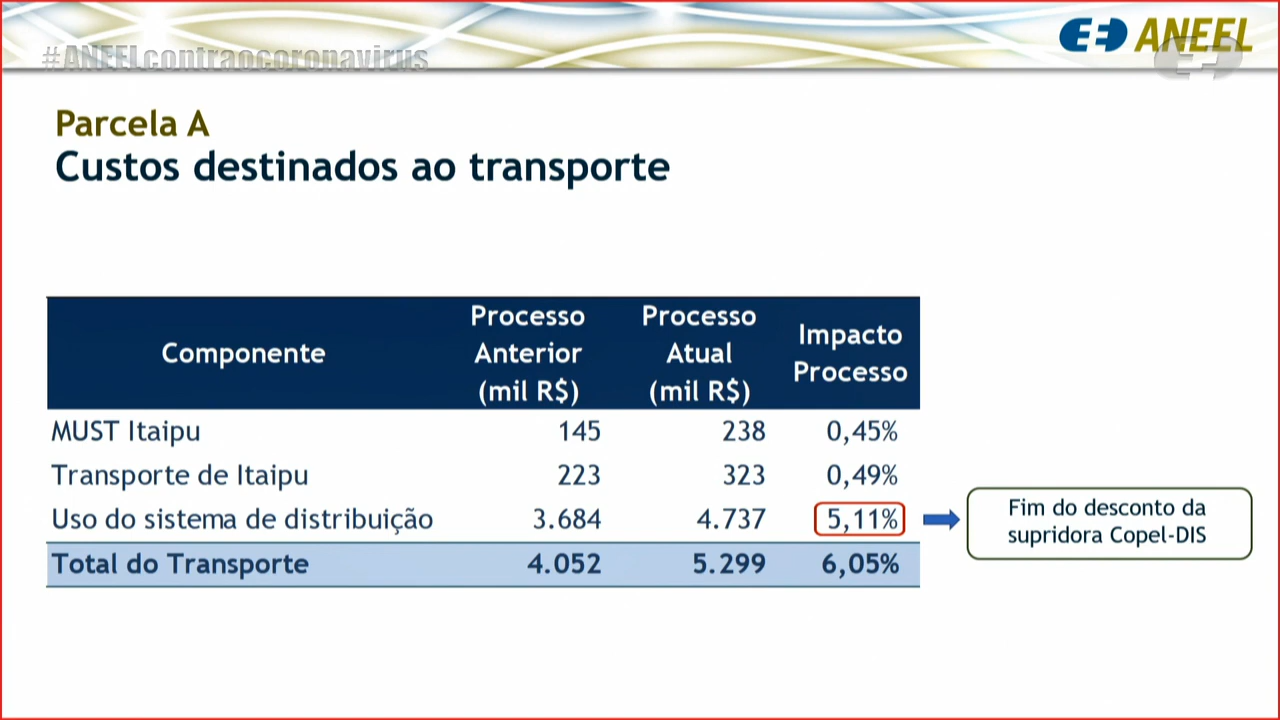 #ANEELcontraocoronavirus
ANEEL
Parcela A
Custos destinados ao transporte
Componente
Processo Anterior (mil R$)
Processo Atual (mil R$)
Impacto Processo
MUST Itaipu 145 238 0,45%
Transporte de Itaipu 223 323 0,49%
Uso do sistema de distribuição 3.684 4.737 5,11%
Total do Transporte 4.052 5.299 6,05%
Fim do desconto da
supridora Copel-DIS